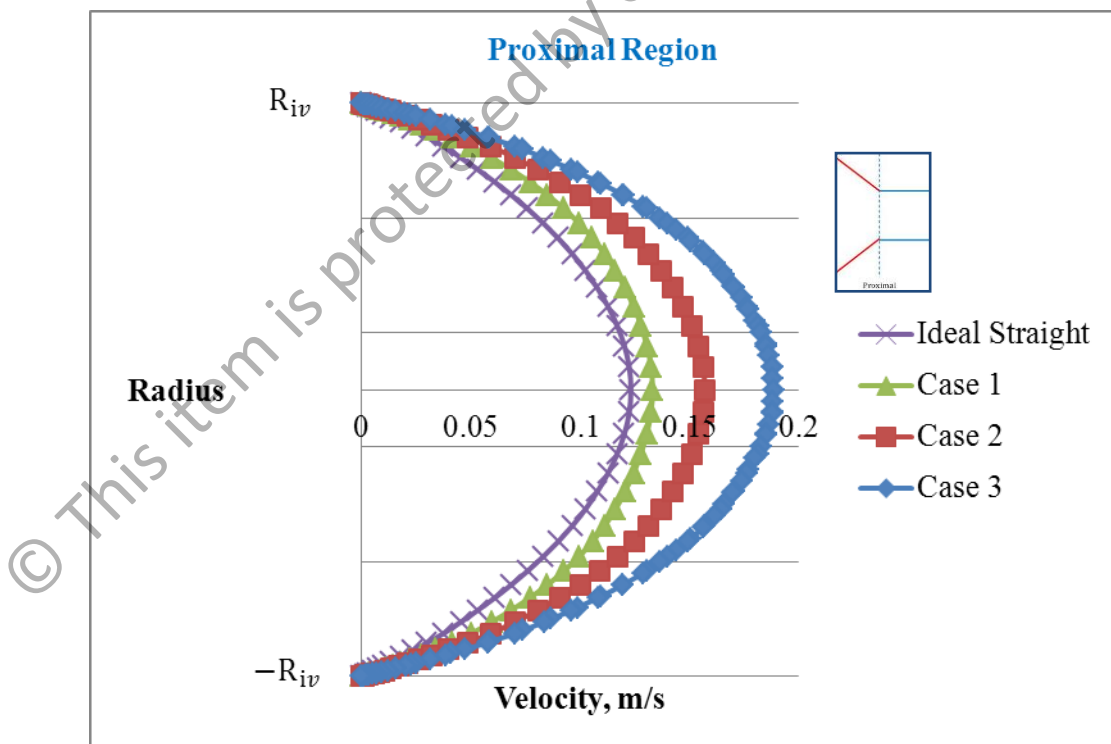 Proximal Region
R_iv
Proximal
Radius
0 0.05 0.1 0.15 0.2
Ideal Straight
Case 1
Case 2
Case 3
−R_iv
Velocity, m/s
© This item is protected by